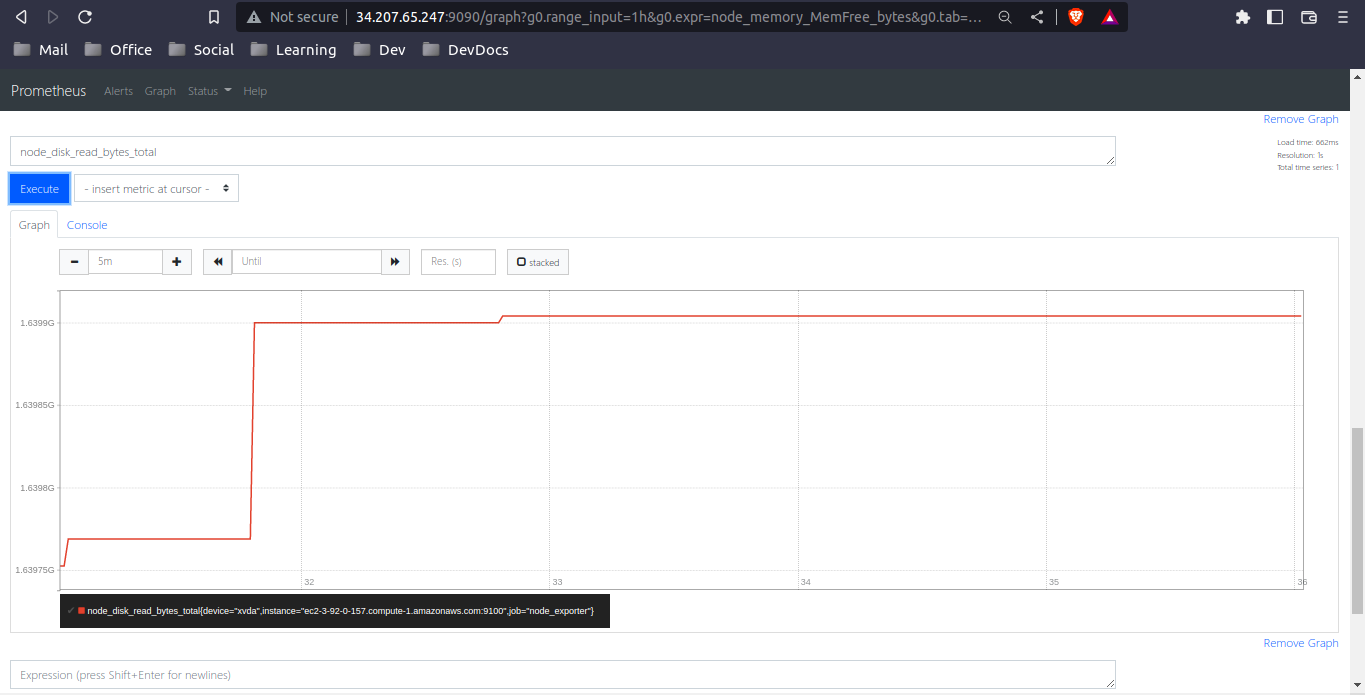 Not secure 34.207.65.247:9090/graph?g0.range_input=1h&g0.expr=node_memory_MemFree_bytes&g0.tab=...
Mail Office Social Learning Dev DevDocs
Prometheus Alerts Graph Status Help
Remove Graph
node_disk_read_bytes_total
Load time: 662ms
Resolution: 1s
Total time series: 1
Execute - insert metric at cursor -
Graph Console
5m Until Res. (s) stacked
1.6399G
1.63985G
1.6398G
1.63975G
32 33 34 35 36
✓ node_disk_read_bytes_total{device="xvda",instance="ec2-3-92-0-157.compute-1.amazonaws.com:9100",job="node_exporter"}
Remove Graph
Expression (press Shift+Enter for newlines)